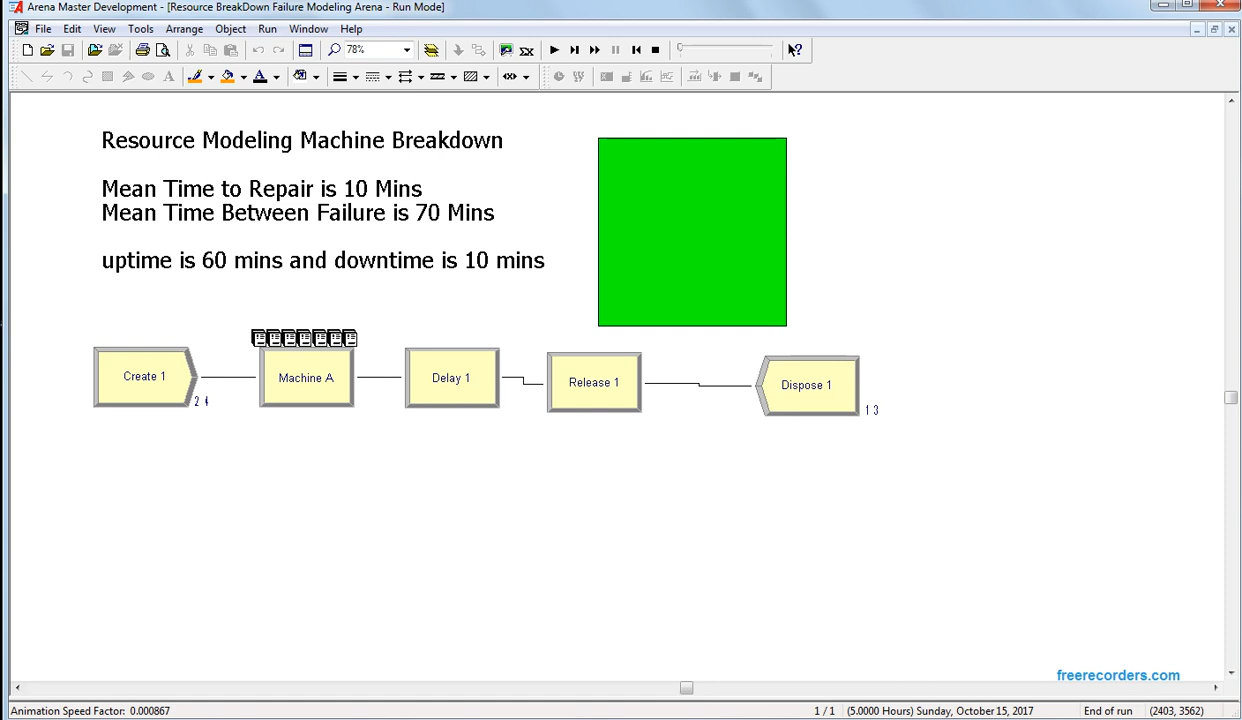 Arena Master Development - [Resource BreakDown Failure Modeling Arena - Run Mode]
File Edit View Tools Arrange Object Run Window Help
78%
Resource Modeling Machine Breakdown
Mean Time to Repair is 10 Mins
Mean Time Between Failure is 70 Mins
uptime is 60 mins and downtime is 10 mins
Create 1
Machine A
Delay 1
Release 1
Dispose 1
2 4
1 3
freerecorders.com
Animation Speed Factor: 0.000867
1 / 1
(5.0000 Hours) Sunday, October 15, 2017
End of run
(2403, 3562)